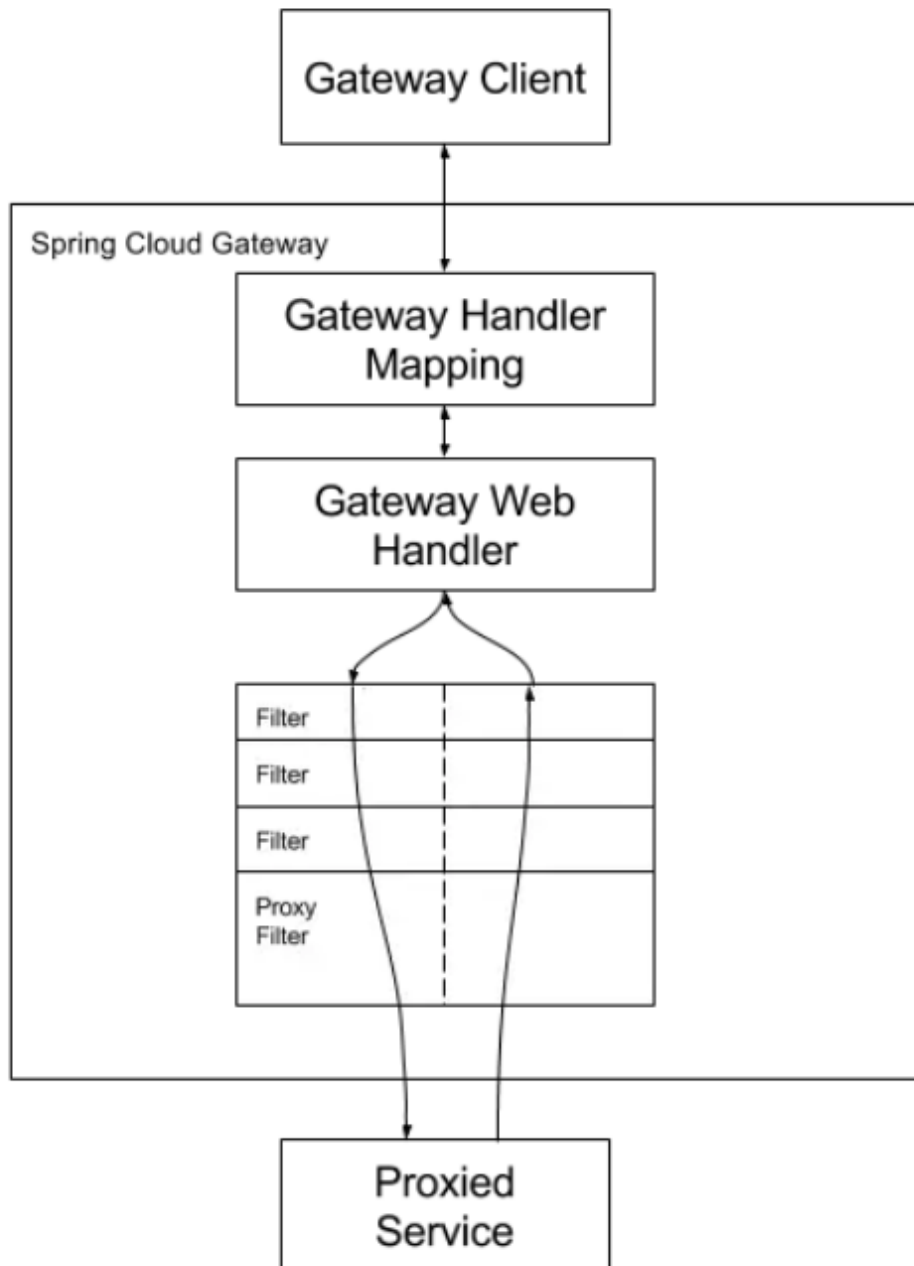 Gateway Client
Spring Cloud Gateway
Gateway Handler
Mapping
Gateway Web
Handler
Filter
Filter
Filter
Proxy
Filter
Proxied
Service